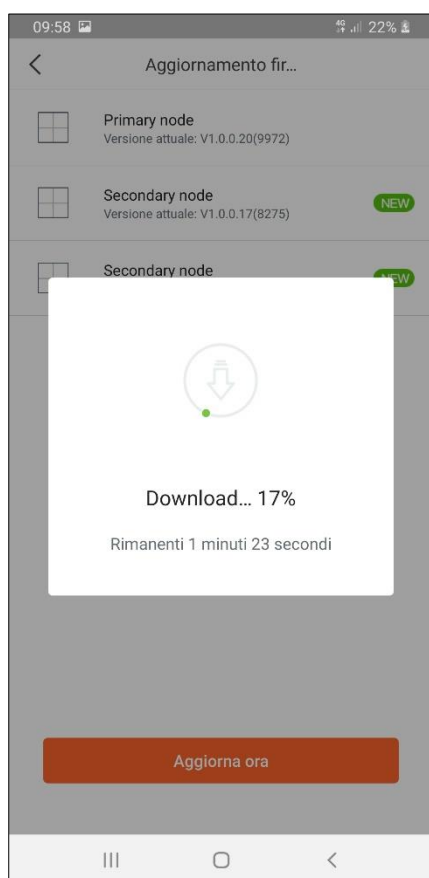 09:58 4G 22%
Aggiornamento fir...
Primary node
Versione attuale: V1.0.0.20(9972)
Secondary node
Versione attuale: V1.0.0.17(8275)
NEW
Secondary node
NEW
Download... 17%
Rimanenti 1 minuti 23 secondi
Aggiorna ora